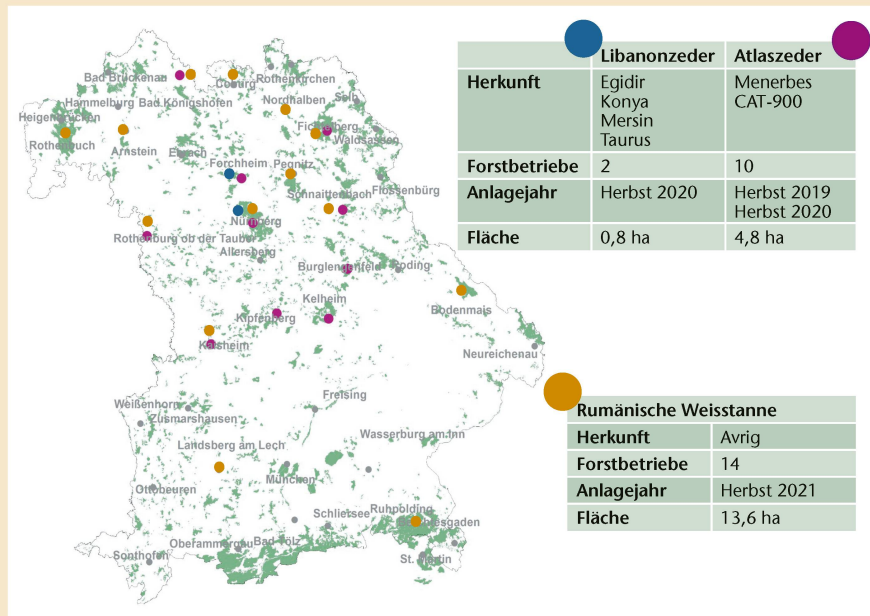 Bad Brückenau
Coburg
Rothenkirchen
Hammelburg
Bad Königshofen
Nordhalben
Selb
Heigenbrücken
Fichtelberg
Rothenbuch
Arnstein
Ebrach
Waldsassen
Forchheim
Pegnitz
Schnaittenbach
Flossenbürg
Nürnberg
Rothenburg ob der Tauber
Allersberg
Burglengenfeld
Roding
Kelheim
Bodenmais
Kipfenberg
Kaisheim
Neureichenau
Weißenhorn
Zusmarshausen
Freising
Landsberg am Lech
Wasserburg am Inn
München
Ottobeuren
Ruhpolding
Schliersee
Berchtesgaden
Oberammergau
Bad Tölz
Sonthofen
St. Martin
Libanonzeder Atlaszeder
Herkunft Egidir Menerbes
Konya CAT-900
Mersin
Taurus
Forstbetriebe 2 10
Anlagejahr Herbst 2020 Herbst 2019
Herbst 2020
Fläche 0,8 ha 4,8 ha
Rumänische Weisstanne
Herkunft Avrig
Forstbetriebe 14
Anlagejahr Herbst 2021
Fläche 13,6 ha